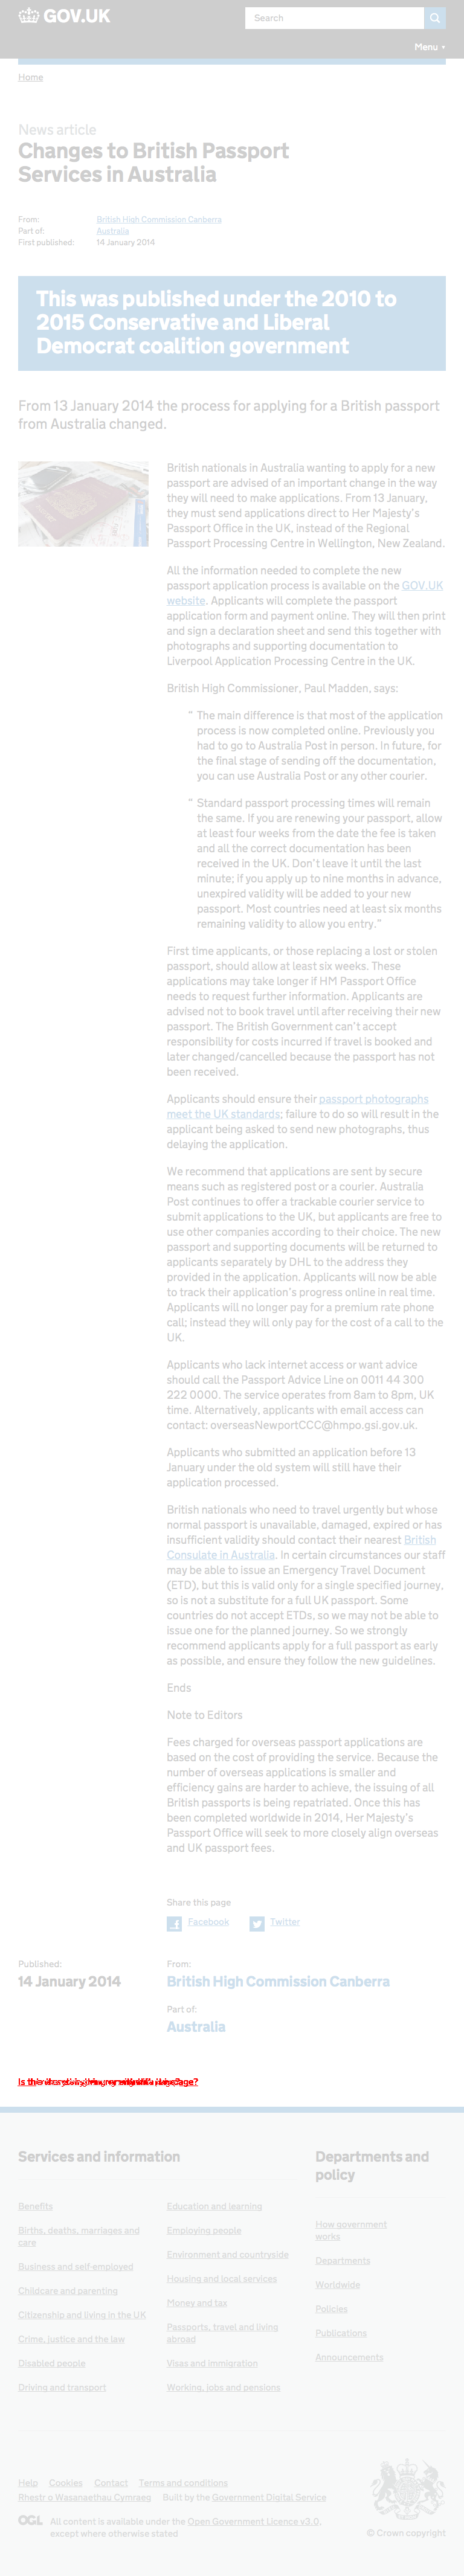 GOV.UK
Search
Menu
Home
News article
Changes to British Passport
Services in Australia
From: British High Commission Canberra
Part of: Australia
First published: 14 January 2014
This was published under the 2010 to
2015 Conservative and Liberal
Democrat coalition government
From 13 January 2014 the process for applying for a British passport
from Australia changed.
British nationals in Australia wanting to apply for a new
passport are advised of an important change in the way
they will need to make applications. From 13 January,
they must send applications direct to Her Majesty's
Passport Office in the UK, instead of the Regional
Passport Processing Centre in Wellington, New Zealand.
All the information needed to complete the new
passport application process is available on the GOV.UK
website. Applicants will complete the passport
application form and payment online. They will then print
and sign a declaration sheet and send this together with
photographs and supporting documentation to
Liverpool Application Processing Centre in the UK.
British High Commissioner, Paul Madden, says:
“ The main difference is that most of the application
process is now completed online. Previously you
had to go to Australia Post in person. In future, for
the final stage of sending off the documentation,
you can use Australia Post or any other courier.
“ Standard passport processing times will remain
the same. If you are renewing your passport, allow
at least four weeks from the date the fee is taken
and all the correct documentation has been
received in the UK. Don't leave it until the last
minute; if you apply up to nine months in advance,
unexpired validity will be added to your new
passport. Most countries need at least six months
remaining validity to allow you entry.”
First time applicants, or those replacing a lost or stolen
passport, should allow at least six weeks. These
applications may take longer if HM Passport Office
needs to request further information. Applicants are
advised not to book travel until after receiving their new
passport. The British Government can't accept
responsibility for costs incurred if travel is booked and
later changed/cancelled because the passport has not
been received.
Applicants should ensure their passport photographs
meet the UK standards; failure to do so will result in the
applicant being asked to send new photographs, thus
delaying the application.
We recommend that applications are sent by secure
means such as registered post or a courier. Australia
Post continues to offer a trackable courier service to
submit applications to the UK, but applicants are free to
use other companies according to their choice. The new
passport and supporting documents will be returned to
applicants separately by DHL to the address they
provided in the application. Applicants will now be able
to track their application's progress online in real time.
Applicants will no longer pay for a premium rate phone
call; instead they will only pay for the cost of a call to the
UK.
Applicants who lack internet access or want advice
should call the Passport Advice Line on 0011 44 300
222 0000. The service operates from 8am to 8pm, UK
time. Alternatively, applicants with email access can
contact: overseasNewportCCC@hmpo.gsi.gov.uk.
Applicants who submitted an application before 13
January under the old system will still have their
application processed.
British nationals who need to travel urgently but whose
normal passport is unavailable, damaged, expired or has
insufficient validity should contact their nearest British
Consulate in Australia. In certain circumstances our staff
may be able to issue an Emergency Travel Document
(ETD), but this is valid only for a single specified journey,
so is not a substitute for a full UK passport. Some
countries do not accept ETDs, so we may not be able to
issue one for the planned journey. So we strongly
recommend applicants apply for a full passport as early
as possible, and ensure they follow the new guidelines.
Ends
Note to Editors
Fees charged for overseas passport applications are
based on the cost of providing the service. Because the
number of overseas applications is smaller and
efficiency gains are harder to achieve, the issuing of all
British passports is being repatriated. Once this has
been completed worldwide in 2014, Her Majesty's
Passport Office will seek to more closely align overseas
and UK passport fees.
Share this page
Facebook Twitter
Published: From:
14 January 2014 British High Commission Canberra
Part of:
Australia
Services and information
Departments and
policy
Benefits
Births, deaths, marriages and
care
Business and self-employed
Childcare and parenting
Citizenship and living in the UK
Crime, justice and the law
Disabled people
Driving and transport
Education and learning
Employing people
Environment and countryside
Housing and local services
Money and tax
Passports, travel and living
abroad
Visas and immigration
Working, jobs and pensions
How government
works
Departments
Worldwide
Policies
Publications
Announcements
Help Cookies Contact Terms and conditions
Rhestr o Wasanaethau Cymraeg Built by the Government Digital Service
OGL All content is available under the Open Government Licence v3.0,
except where otherwise stated
© Crown copyright